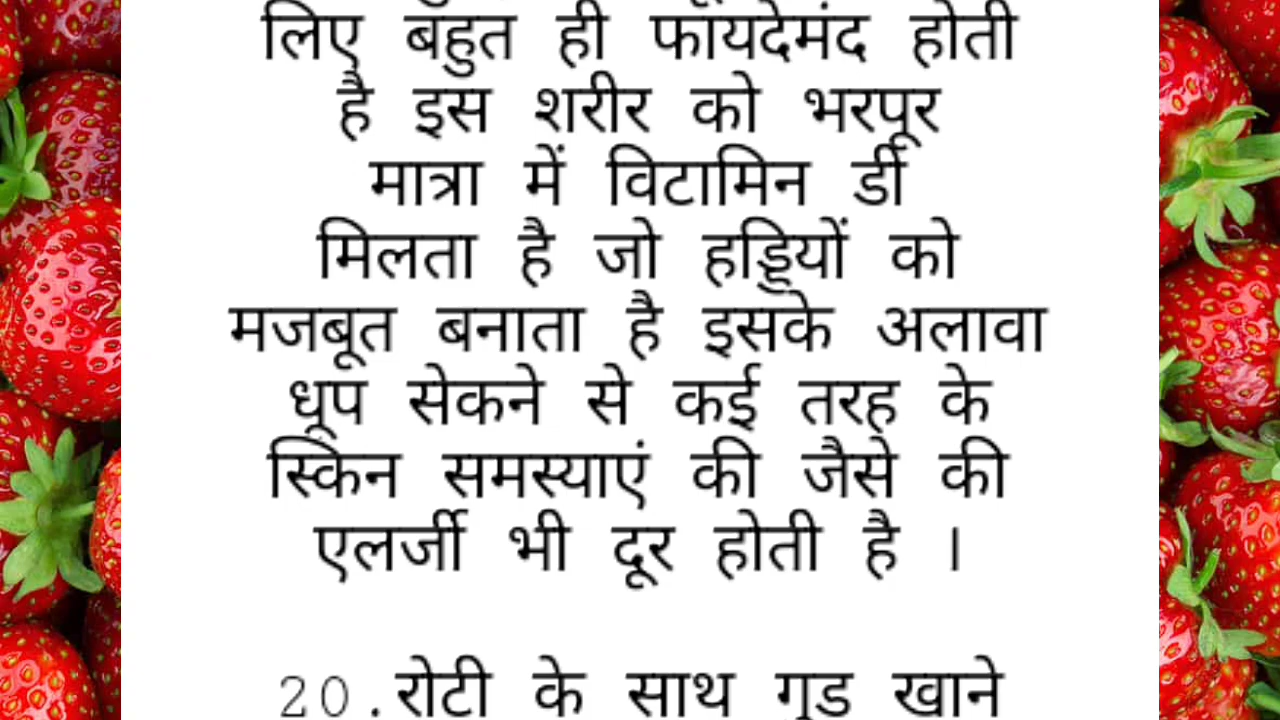 लिए बहुत ही फायदेमंद होती
है इस शरीर को भरपूर
मात्रा में विटामिन डी
मिलता है जो हड्डियों को
मजबूत बनाता है इसके अलावा
धूप सेकने से कई तरह के
स्किन समस्याएं की जैसे की
एलर्जी भी दूर होती है ।
20.रोटी के साथ गुड खाने